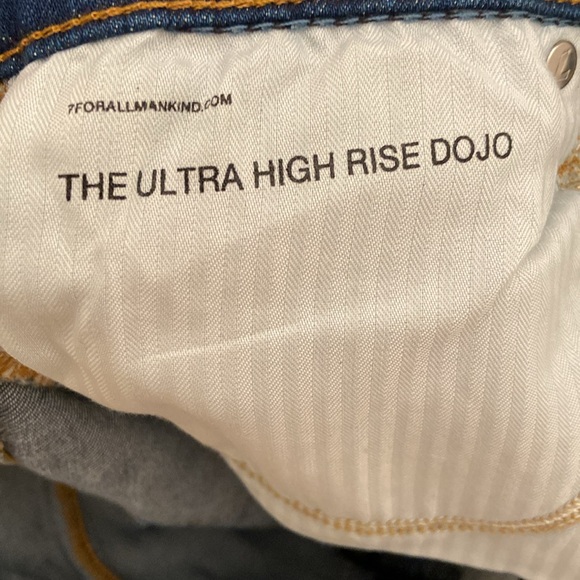 7FORALLMANKIND.COM
THE ULTRA HIGH RISE DOJO